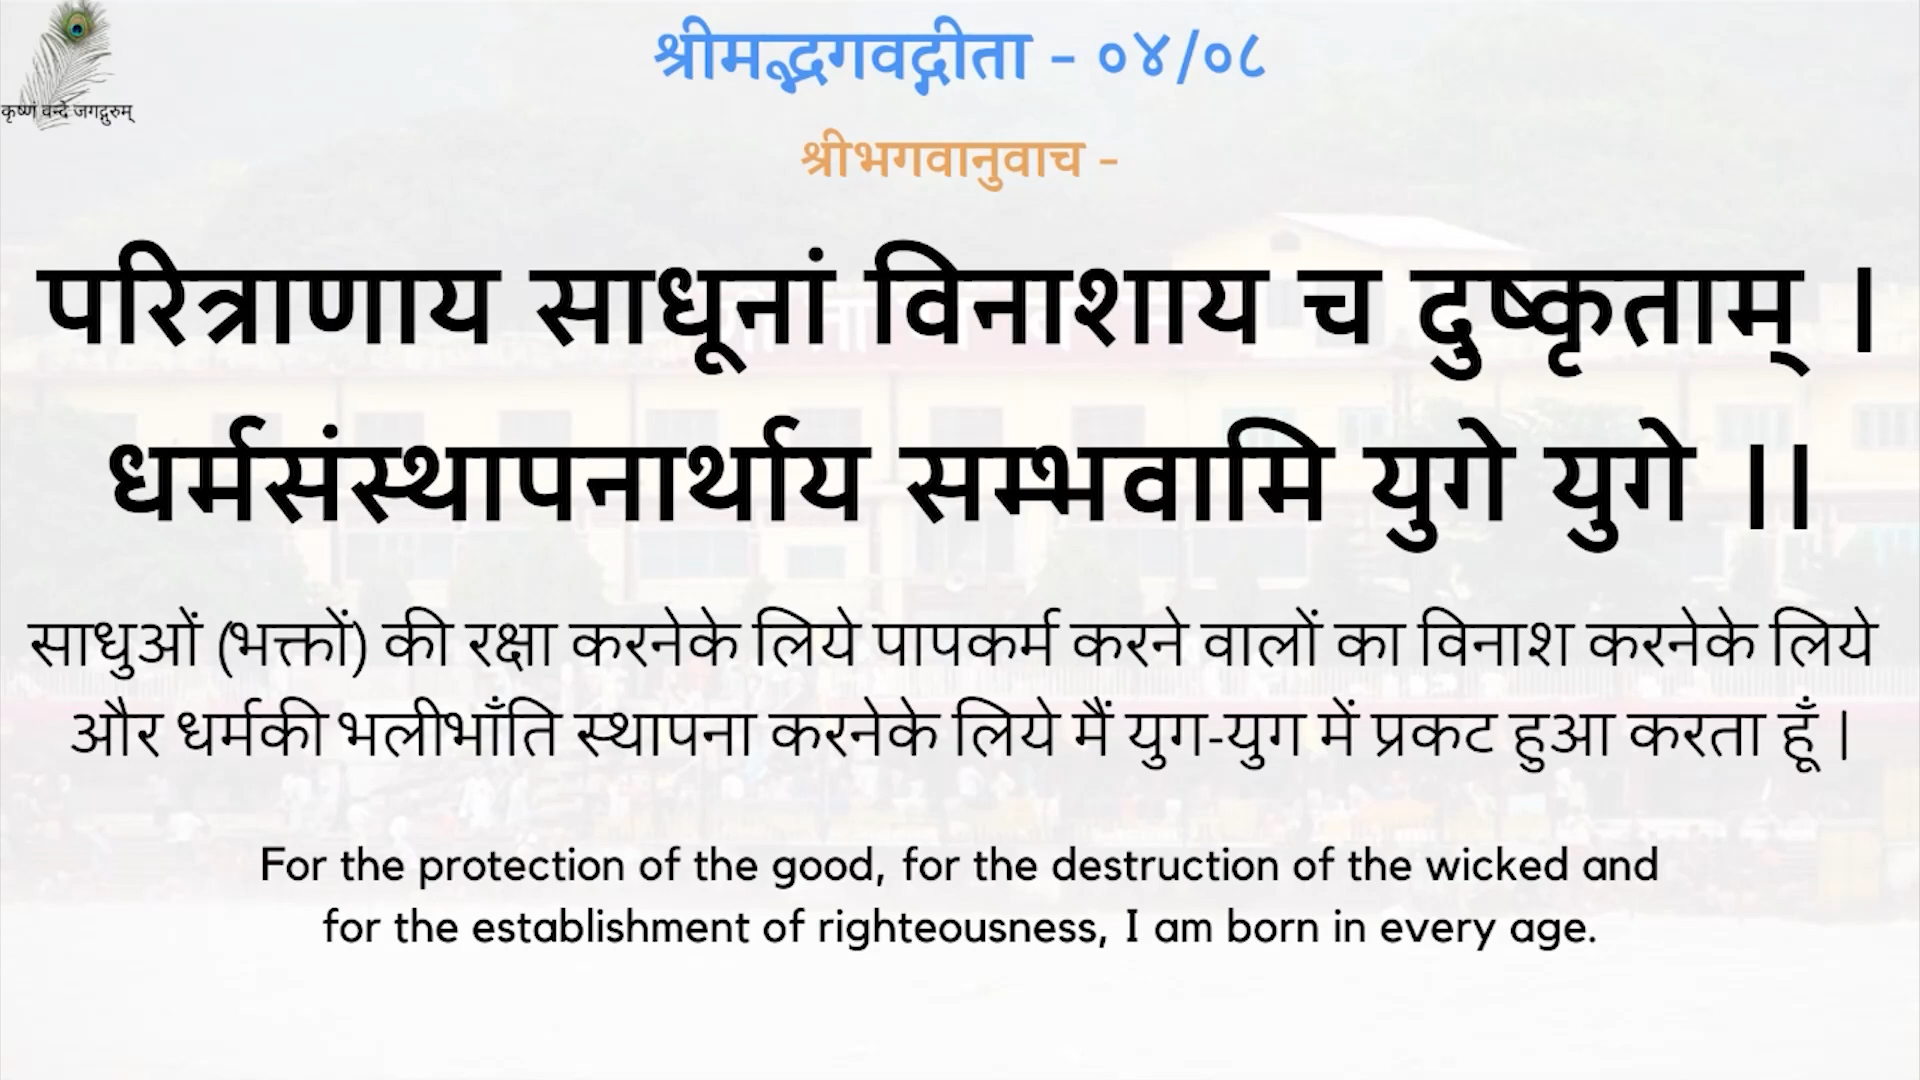 कृष्णं वन्दे जगद्गुरुम्
श्रीमद्भगवद्गीता - ०४/०८
श्रीभगवानुवाच -
परित्राणाय साधूनां विनाशाय च दुष्कृताम् |
धर्मसंस्थापनार्थाय सम्भवामि युगे युगे ||
साधुओं (भक्तों) की रक्षा करनेके लिये पापकर्म करने वालों का विनाश करनेके लिये
और धर्मकी भलीभाँति स्थापना करनेके लिये मैं युग-युग में प्रकट हुआ करता हूँ |
For the protection of the good, for the destruction of the wicked and
for the establishment of righteousness, I am born in every age.